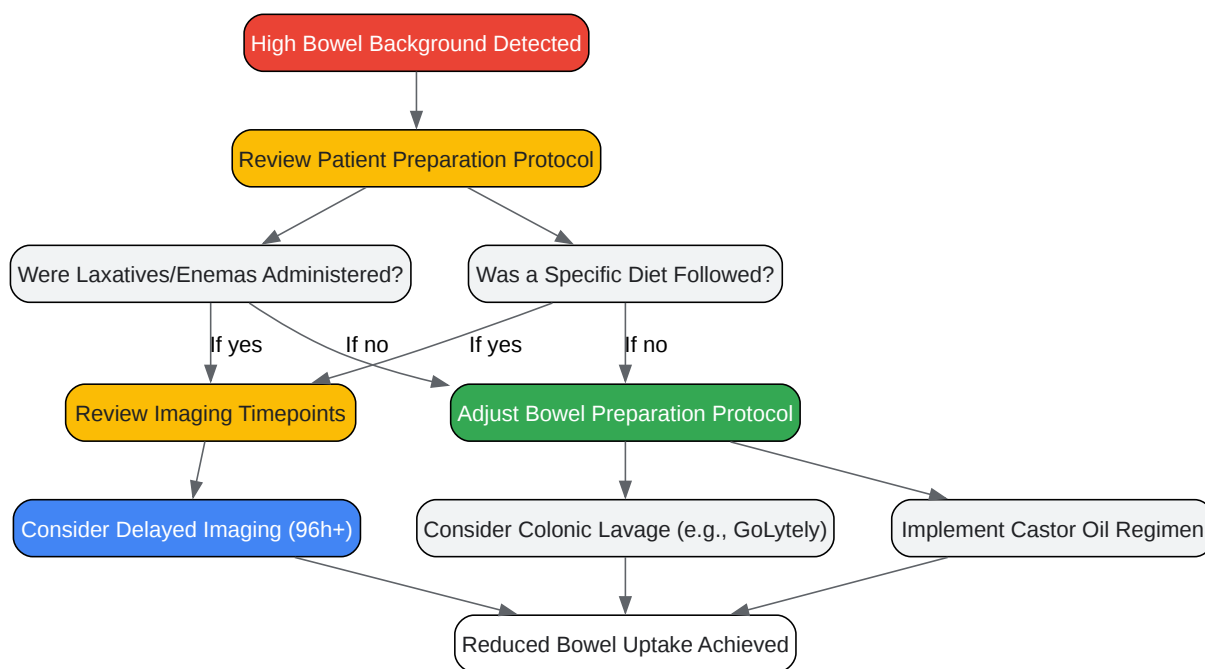 High Bowel Background Detected
Review Patient Preparation Protocol
Were Laxatives/Enemas Administered?
Was a Specific Diet Followed?
If yes
If no
If yes
If no
Review Imaging Timepoints
Adjust Bowel Preparation Protocol
Consider Delayed Imaging (96h+)
Consider Colonic Lavage (e.g., GoLytely)
Implement Castor Oil Regimen
Reduced Bowel Uptake Achieved